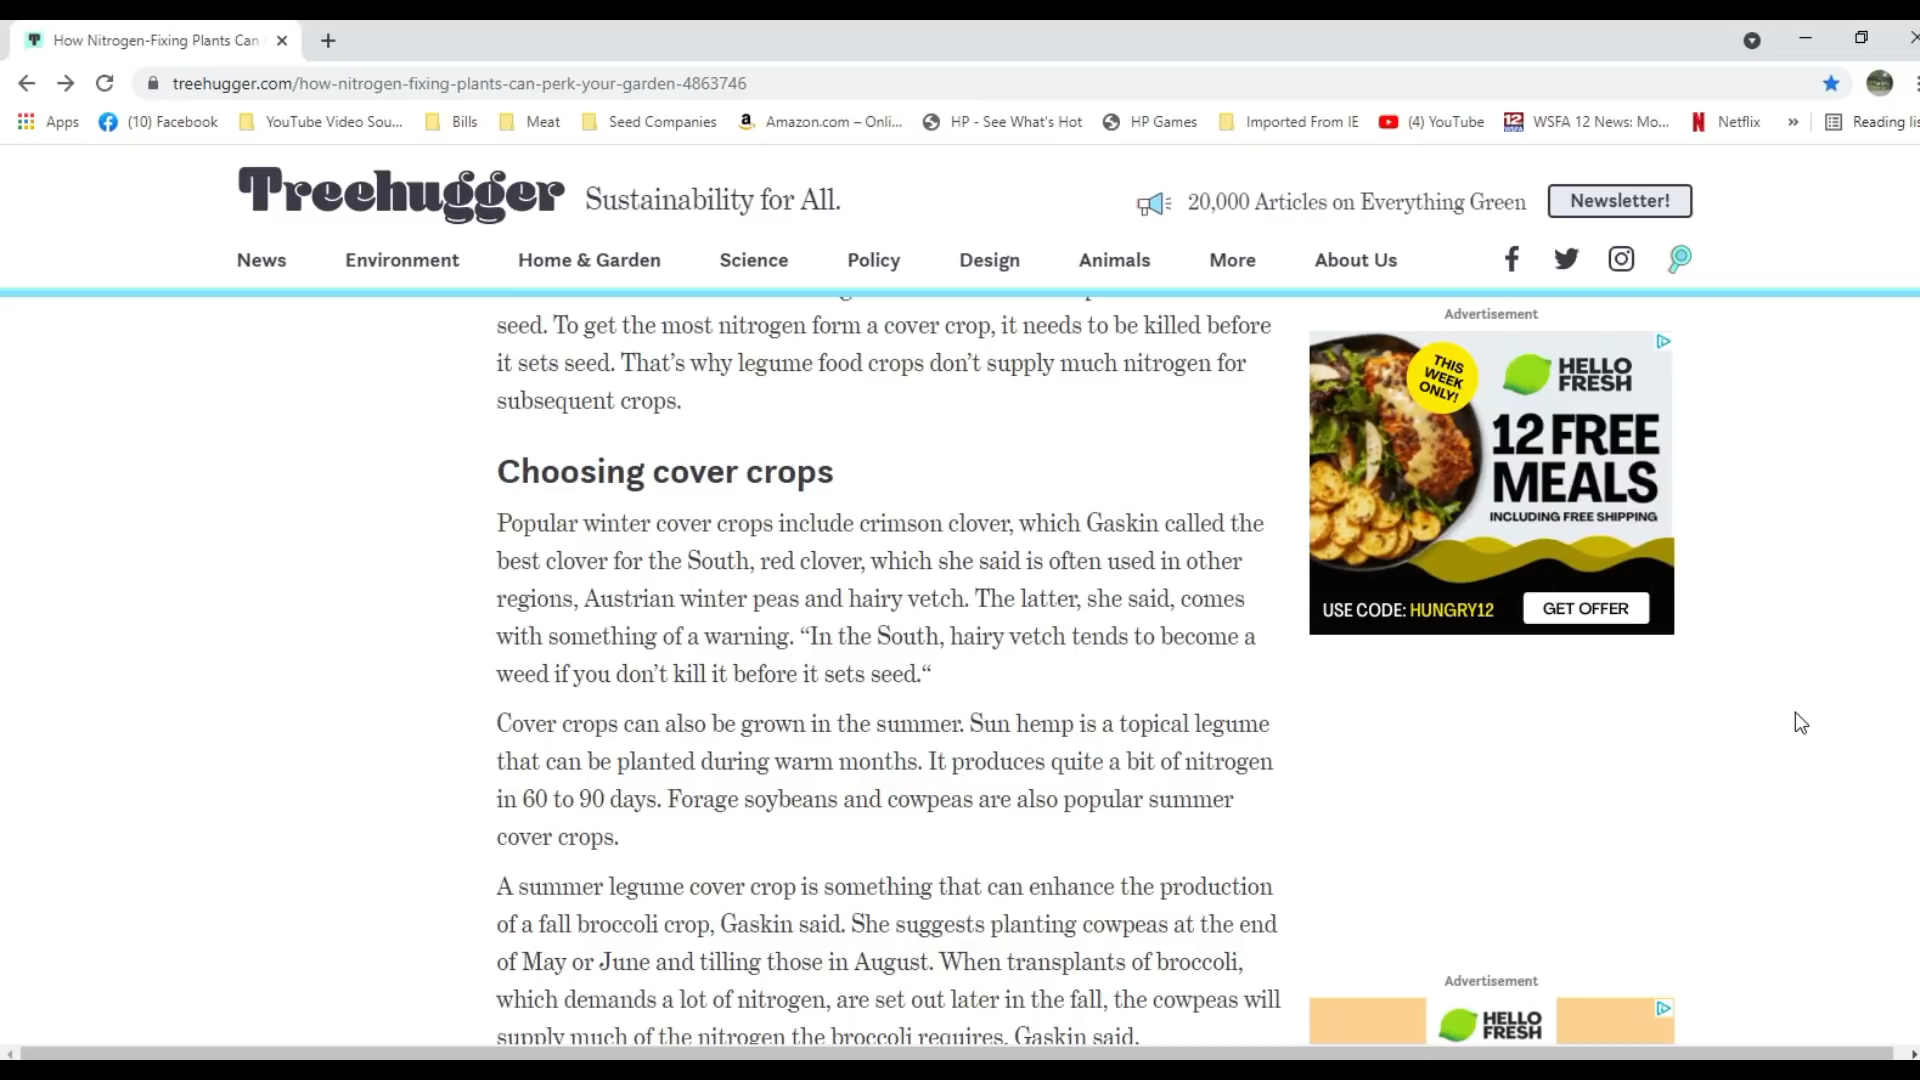 How Nitrogen-Fixing Plants Can
treehugger.com/how-nitrogen-fixing-plants-can-perk-your-garden-4863746
Apps
(10) Facebook
YouTube Video Sou...
Bills
Meat
Seed Companies
Amazon.com – Onli...
HP - See What's Hot
HP Games
Imported From IE
(4) YouTube
WSFA 12 News: Mo...
Netflix
»
Reading lis
Treehugger
Sustainability for All.
20,000 Articles on Everything Green
Newsletter!
News
Environment
Home & Garden
Science
Policy
Design
Animals
More
About Us
seed. To get the most nitrogen form a cover crop, it needs to be killed before
it sets seed. That’s why legume food crops don’t supply much nitrogen for
subsequent crops.
Choosing cover crops
Popular winter cover crops include crimson clover, which Gaskin called the
best clover for the South, red clover, which she said is often used in other
regions, Austrian winter peas and hairy vetch. The latter, she said, comes
with something of a warning. “In the South, hairy vetch tends to become a
weed if you don’t kill it before it sets seed.“
Cover crops can also be grown in the summer. Sun hemp is a topical legume
that can be planted during warm months. It produces quite a bit of nitrogen
in 60 to 90 days. Forage soybeans and cowpeas are also popular summer
cover crops.
A summer legume cover crop is something that can enhance the production
of a fall broccoli crop, Gaskin said. She suggests planting cowpeas at the end
of May or June and tilling those in August. When transplants of broccoli,
which demands a lot of nitrogen, are set out later in the fall, the cowpeas will
supply much of the nitrogen the broccoli requires, Gaskin said.
Advertisement
THIS
WEEK
ONLY!
HELLO
FRESH
12 FREE
MEALS
INCLUDING FREE SHIPPING
USE CODE: HUNGRY12
GET OFFER
Advertisement
HELLO
FRESH